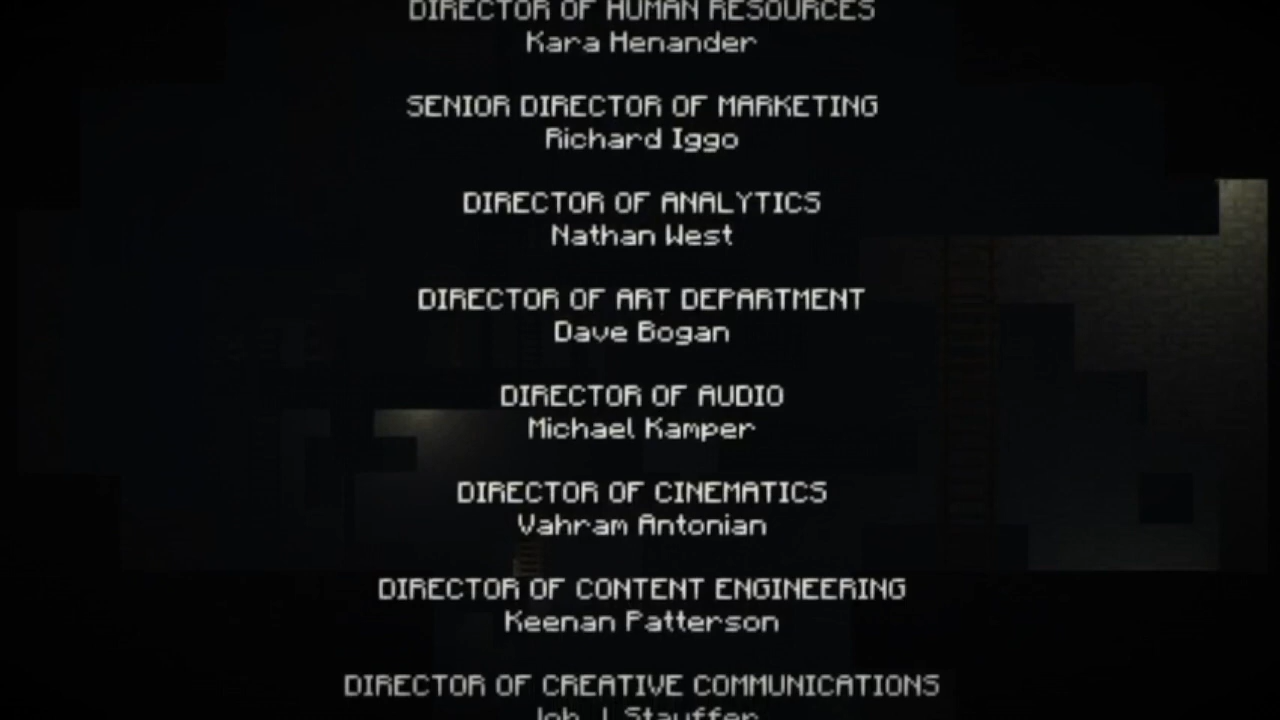 DIRECTOR OF HUMAN RESOURCES
Kara Henander
SENIOR DIRECTOR OF MARKETING
Richard Iggo
DIRECTOR OF ANALYTICS
Nathan West
DIRECTOR OF ART DEPARTMENT
Dave Bogan
DIRECTOR OF AUDIO
Michael Kamper
DIRECTOR OF CINEMATICS
Vahram Antonian
DIRECTOR OF CONTENT ENGINEERING
Keenan Patterson
DIRECTOR OF CREATIVE COMMUNICATIONS
J Stauffer